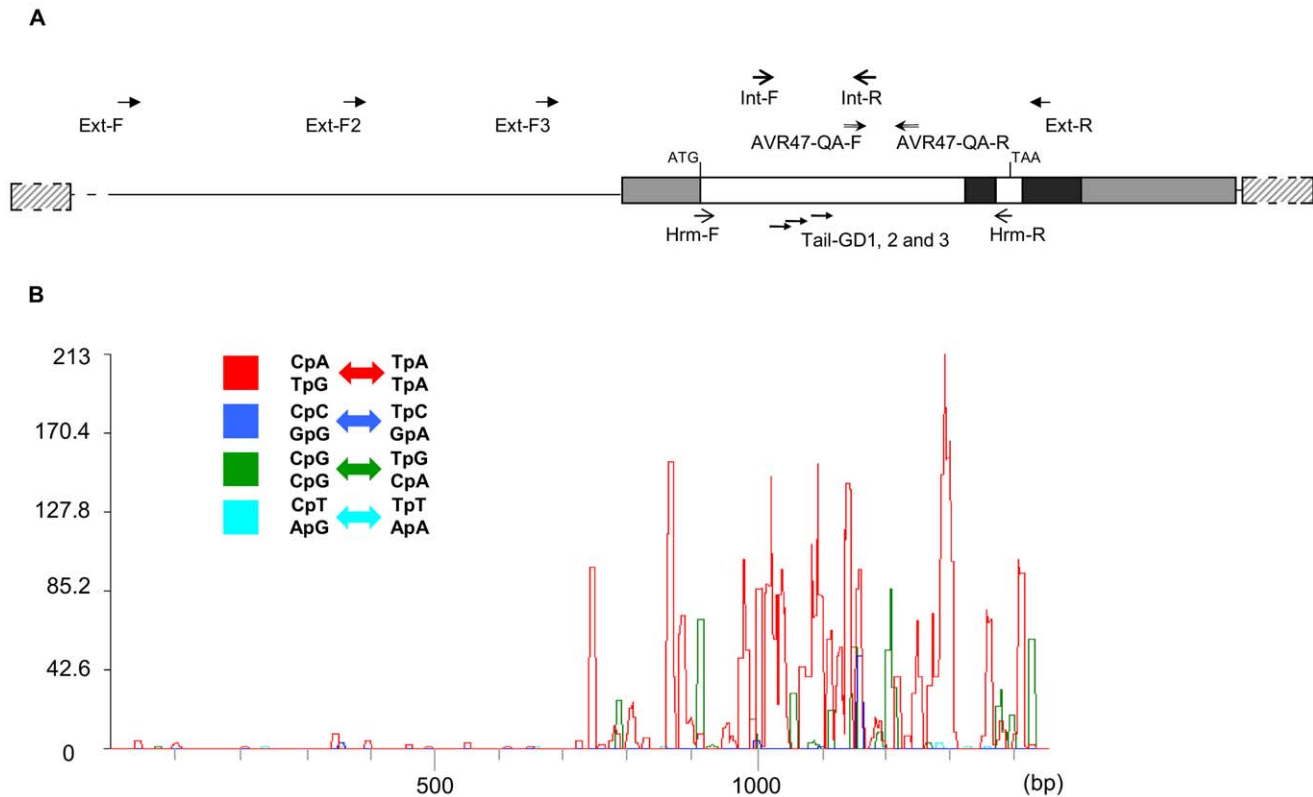 A
Int-F Int-R
Ext-F Ext-F2 Ext-F3 Ext-R
AVR47-QA-F AVR47-QA-R
ATG TAA
Hrm-F Tail-GD1, 2 and 3 Hrm-R
B
213
170.4
127.8
85.2
42.6
0
CpA TpA
TpG TpA
CpC TpC
GpG GpA
CpG TpG
CpG CpA
CpT TpT
ApG ApA
500 1000 (bp)